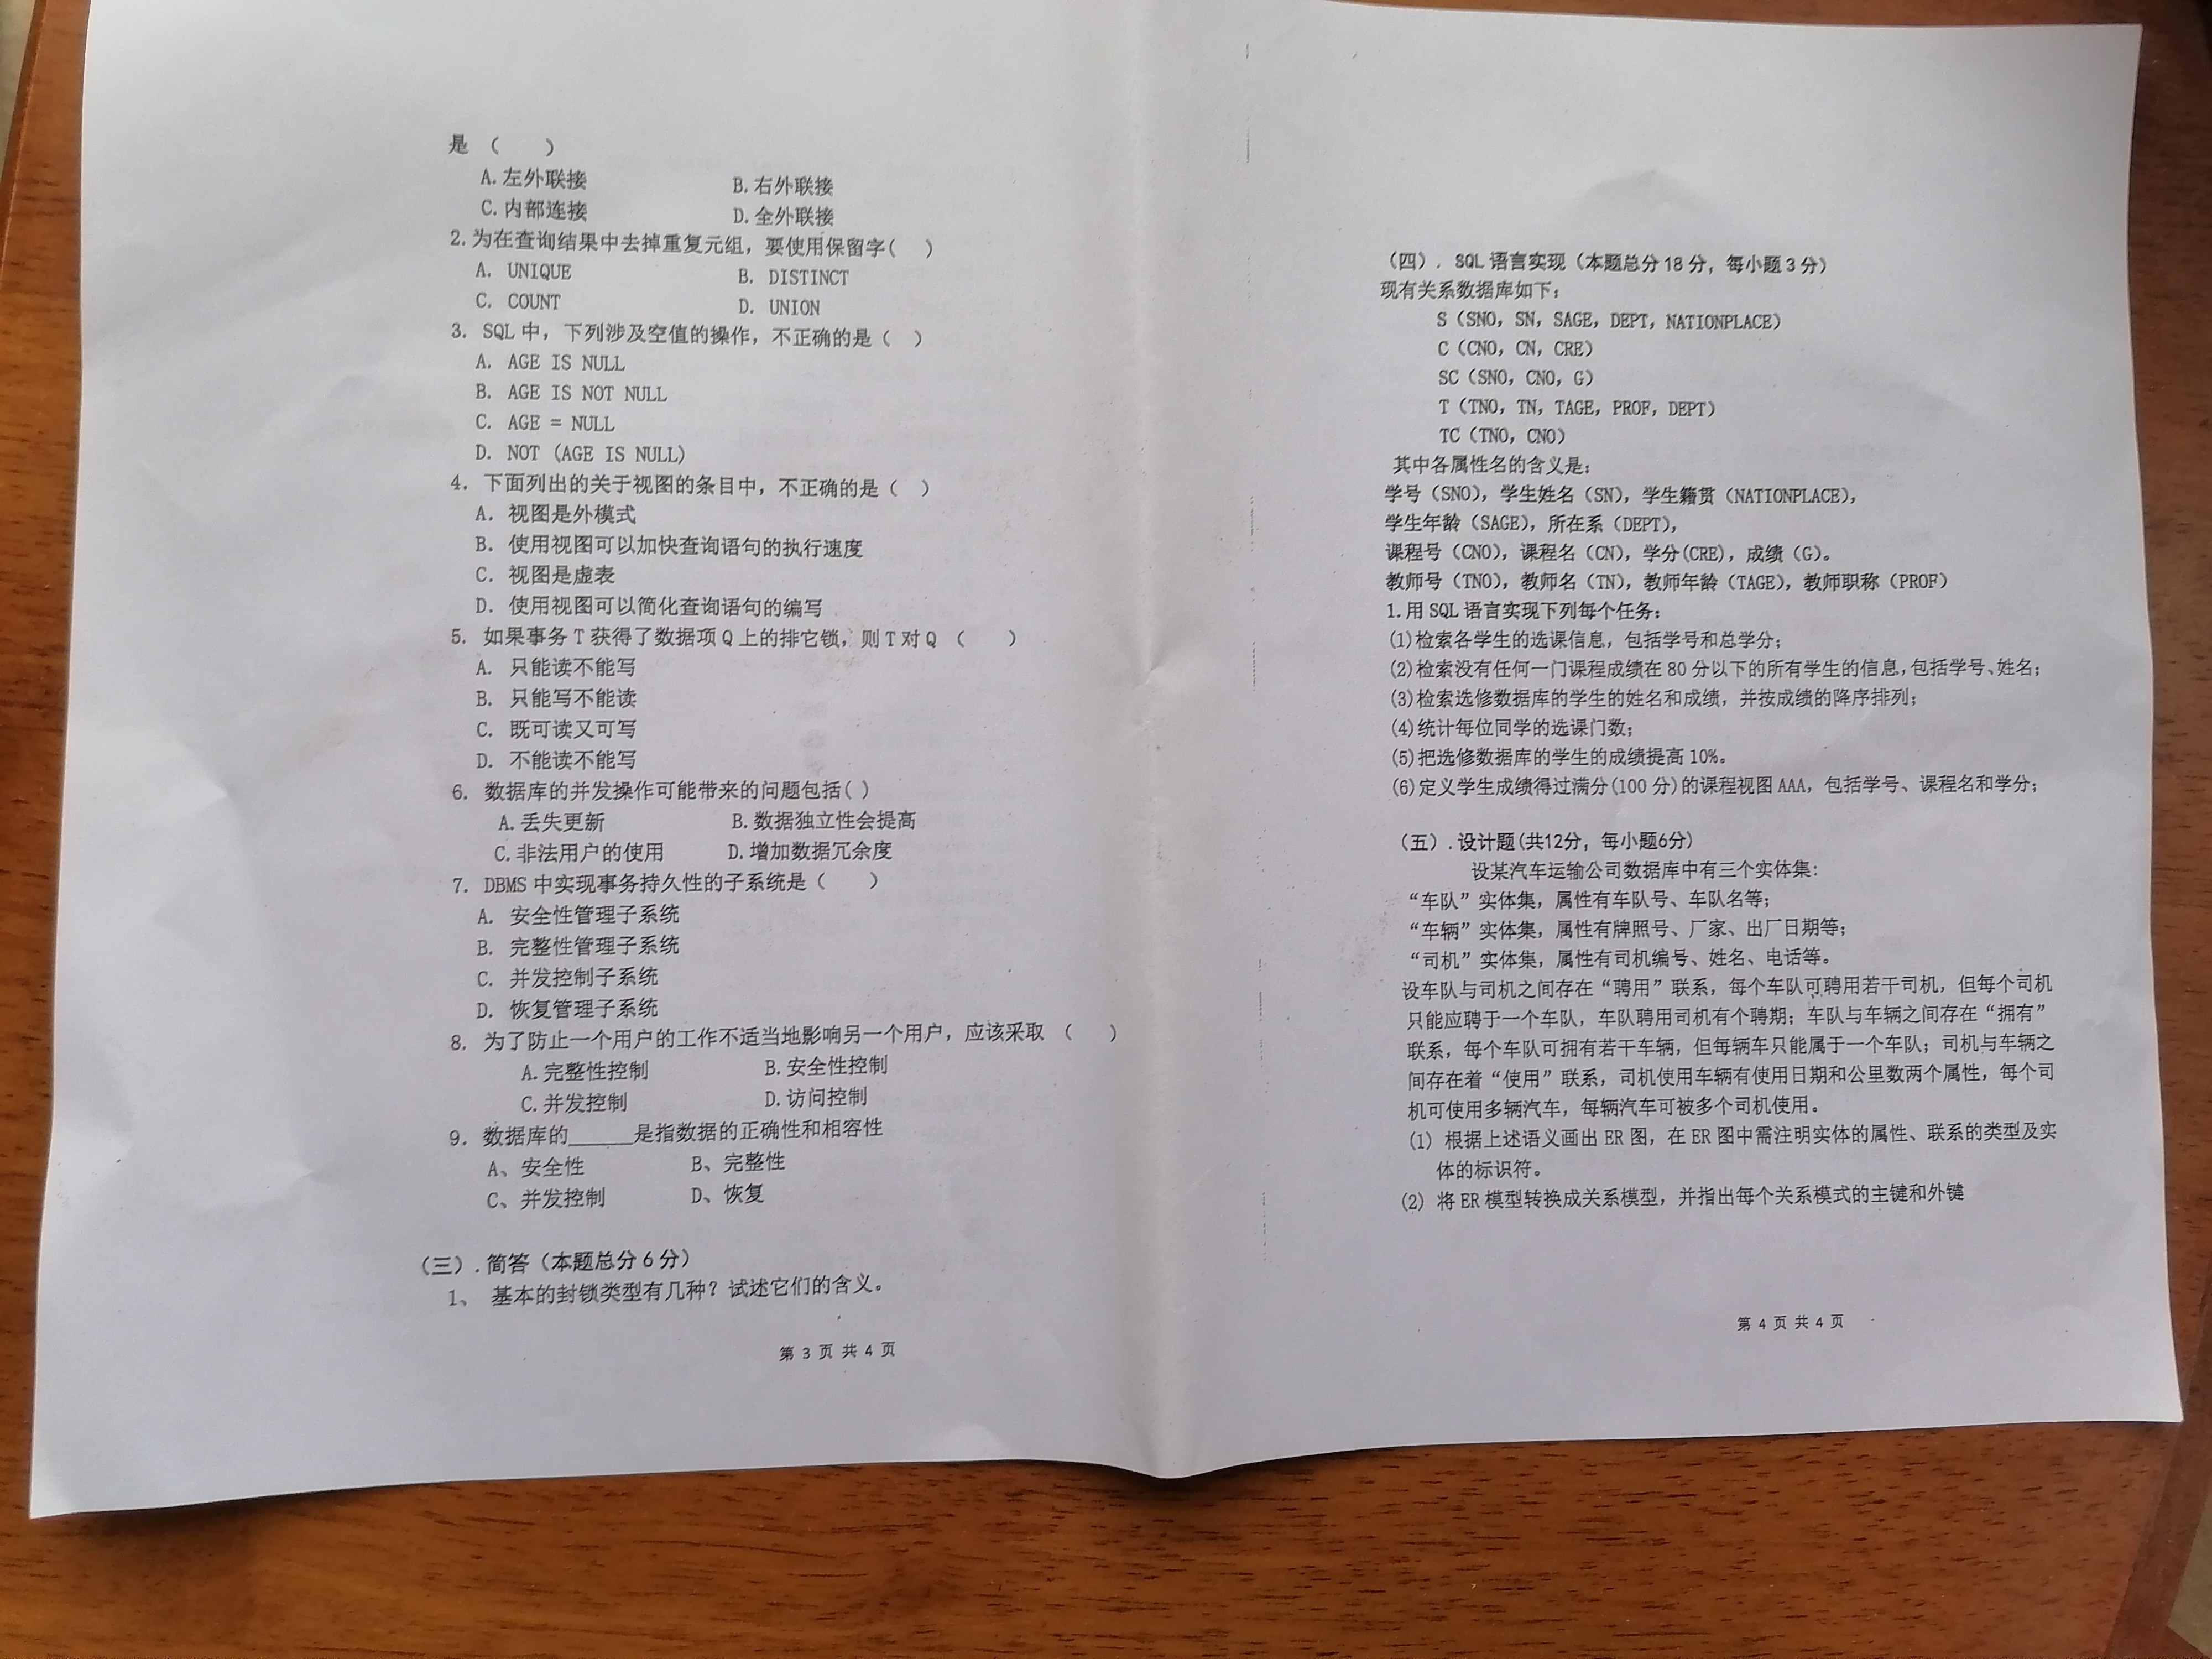 是 （　　）
A.左外联接　　B.右外联接
C.内部连接　　D.全外联接
2.为在查询结果中去掉重复元组，要使用保留字(　)
A. UNIQUE　　B. DISTINCT
C. COUNT　　D. UNION
3. SQL 中，下列涉及空值的操作，不正确的是（　）
A. AGE IS NULL
B. AGE IS NOT NULL
C. AGE = NULL
D. NOT (AGE IS NULL)
4. 下面列出的关于视图的条目中，不正确的是（　）
A. 视图是外模式
B. 使用视图可以加快查询语句的执行速度
C. 视图是虚表
D. 使用视图可以简化查询语句的编写
5. 如果事务 T 获得了数据项 Q 上的排它锁，则 T 对 Q （　　）
A. 只能读不能写
B. 只能写不能读
C. 既可读又可写
D. 不能读不能写
6. 数据库的并发操作可能带来的问题包括( )
A.丢失更新　　B.数据独立性会提高
C.非法用户的使用　　D.增加数据冗余度
7. DBMS 中实现事务持久性的子系统是（　　）
A. 安全性管理子系统
B. 完整性管理子系统
C. 并发控制子系统
D. 恢复管理子系统
8. 为了防止一个用户的工作不适当地影响另一个用户，应该采取 （　　）
A.完整性控制　　B.安全性控制
C.并发控制　　D.访问控制
9. 数据库的______是指数据的正确性和相容性
A、安全性　　B、完整性
C、并发控制　　D、恢复
（三）.简答（本题总分 6 分）
1、 基本的封锁类型有几种？试述它们的含义。
第 3 页 共 4 页
（四）. SQL 语言实现（本题总分 18 分，每小题 3 分）
现有关系数据库如下：
S（SNO，SN，SAGE，DEPT，NATIONPLACE）
C（CNO，CN，CRE）
SC（SNO，CNO，G）
T（TNO，TN，TAGE，PROF，DEPT）
TC（TNO，CNO）
其中各属性名的含义是：
学号（SNO），学生姓名（SN），学生籍贯（NATIONPLACE），
学生年龄（SAGE），所在系（DEPT），
课程号（CNO），课程名（CN），学分(CRE)，成绩（G）。
教师号（TNO），教师名（TN），教师年龄（TAGE），教师职称（PROF）
1.用 SQL 语言实现下列每个任务：
(1)检索各学生的选课信息，包括学号和总学分；
(2)检索没有任何一门课程成绩在 80 分以下的所有学生的信息，包括学号、姓名；
(3)检索选修数据库的学生的姓名和成绩，并按成绩的降序排列；
(4)统计每位同学的选课门数；
(5)把选修数据库的学生的成绩提高 10%。
(6)定义学生成绩得过满分(100 分)的课程视图 AAA，包括学号、课程名和学分；
（五）.设计题(共12分，每小题6分)
设某汽车运输公司数据库中有三个实体集：
“车队”实体集，属性有车队号、车队名等；
“车辆”实体集，属性有牌照号、厂家、出厂日期等；
“司机”实体集，属性有司机编号、姓名、电话等。
设车队与司机之间存在“聘用”联系，每个车队可聘用若干司机，但每个司机
只能应聘于一个车队，车队聘用司机有个聘期；车队与车辆之间存在“拥有”
联系，每个车队可拥有若干车辆，但每辆车只能属于一个车队；司机与车辆之
间存在着“使用”联系，司机使用车辆有使用日期和公里数两个属性，每个司
机可使用多辆汽车，每辆汽车可被多个司机使用。
(1) 根据上述语义画出 ER 图，在 ER 图中需注明实体的属性、联系的类型及实
体的标识符。
(2) 将 ER 模型转换成关系模型，并指出每个关系模式的主键和外键
第 4 页 共 4 页